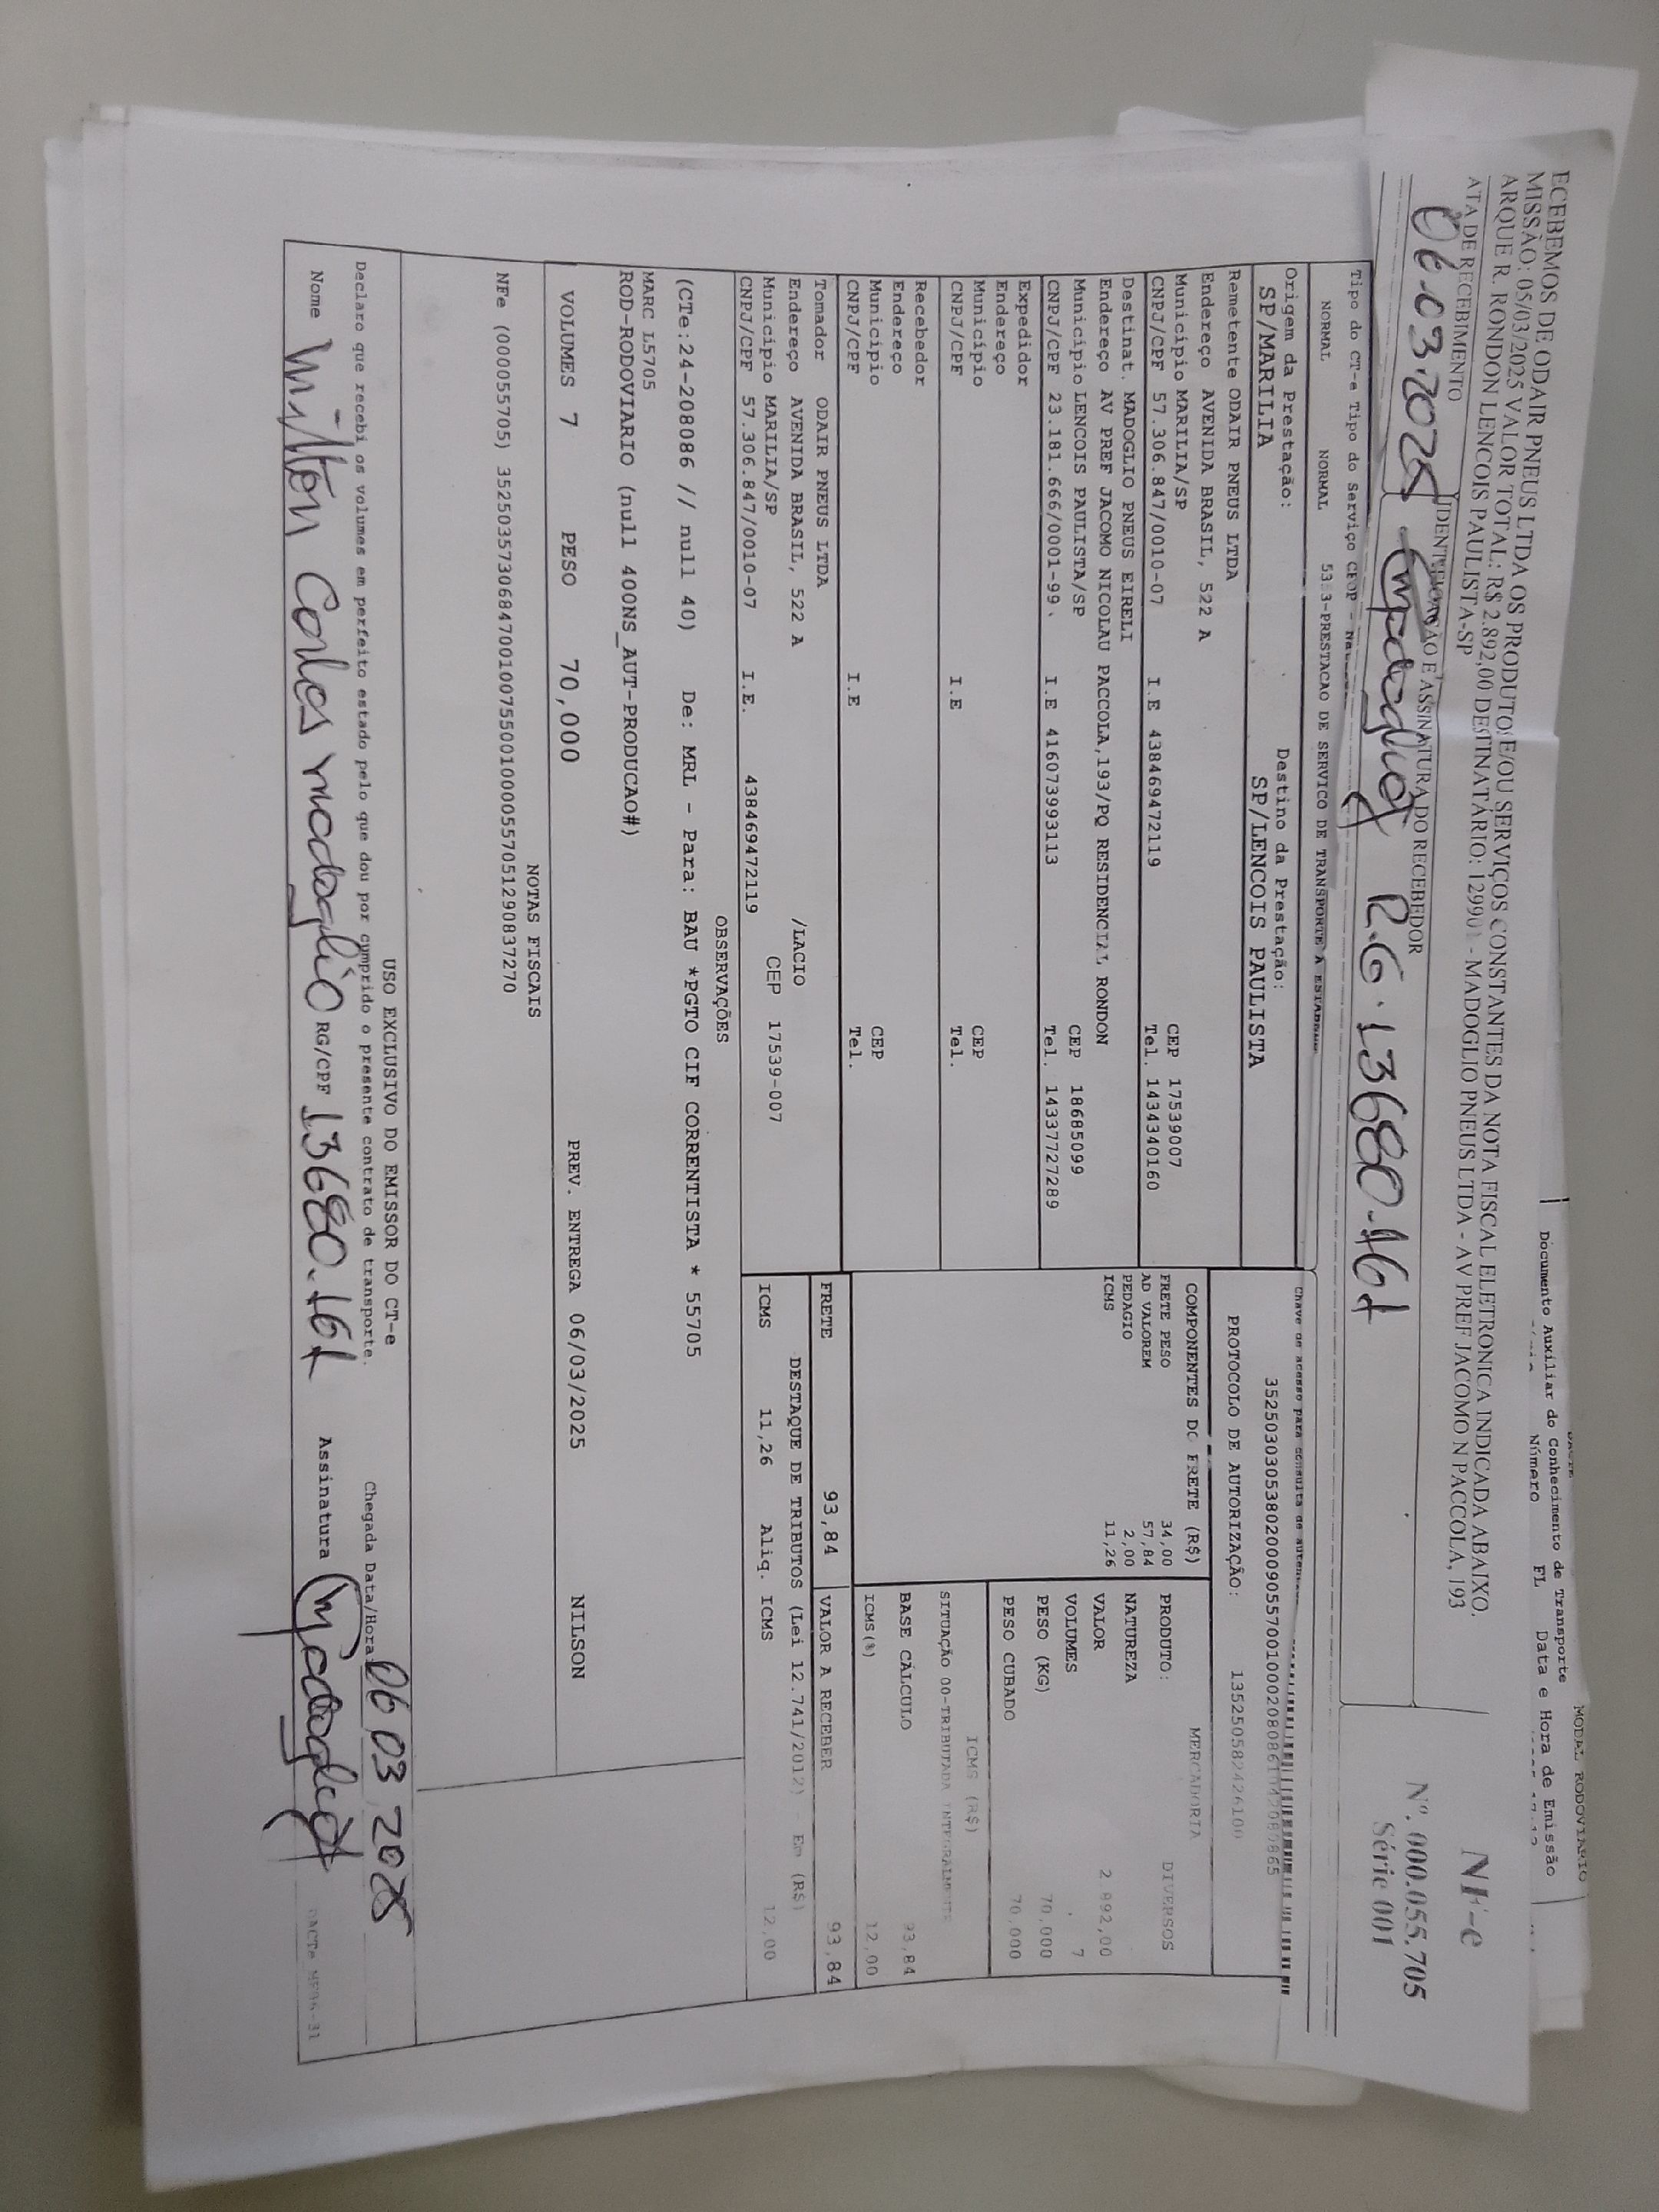 ECEBEMOS DE ODAIR PNEUS LTDA OS PRODUTOS E/OU SERVIÇOS CONSTANTES DA NOTA FISCAL ELETRONICA INDICADA ABAIXO.
MISSÃO: 05/03/2025 VALOR TOTAL: R$ 2.892,00 DESTINATÁRIO: - MADOGLIO PNEUS LTDA - AV PREF JACOMO N PACCOLA, 193
ARQUE R. RONDON LENCOIS PAULISTA-SP
ATA DE RECEBIMENTO
IDENTIFICAÇÃO E ASSINATURA DO RECEBEDOR
06.03.2025 R.G. 13680.161
NF-e
Nº. 000.055.705
Série 001
MODAL RODOVIARIO
Documento Auxiliar do Conhecimento de Transporte
Número FL Data e Hora de Emissão
Tipo do CT-e Tipo do Serviço CFOP -
NORMAL NORMAL 5353-PRESTACAO DE SERVICO DE TRANSPORTE A
Chave de acesso para consulta de
Origem da Prestação: Destino da Prestação:
SP/MARILIA SP/LENCOIS PAULISTA
PROTOCOLO DE AUTORIZAÇÃO:
Remetente ODAIR PNEUS LTDA
Endereço AVENIDA BRASIL, 522 A
Municipio MARILIA/SP CEP 17539007
CNPJ/CPF 57.306.847/0010-07 I.E 438469472119 Tel. 1434340160
Destinat. MADOGLIO PNEUS EIRELI
Endereço AV PREF JACOMO NICOLAU PACCOLA,193/PQ RESIDENCIAL RONDON
Municipio LENCOIS PAULISTA/SP CEP 18685099
CNPJ/CPF 23.181.666/0001-99 I.E 416073993113 Tel. 14337727289
Expedidor
Endereço
Município CEP
CNPJ/CPF I.E Tel.
Recebedor
Endereço
Município CEP
CNPJ/CPF I.E Tel.
Tomador ODAIR PNEUS LTDA
Endereço AVENIDA BRASIL, 522 A /LACIO
Municipio MARILIA/SP CEP 17539-007
CNPJ/CPF 57.306.847/0010-07 I.E. 438469472119
COMPONENTES DO FRETE (R$)
FRETE PESO 34,00
AD VALOREM 57,84
PEDAGIO 2,00
ICMS 11,26
MERCADORIA
PRODUTO: DIVERSOS
NATUREZA
VALOR 2.892,00
VOLUMES 7
PESO (KG) 70,000
PESO CUBADO 70,000
ICMS (R$)
SITUAÇÃO 00-TRIBUTADA INTEGRALMENTE
BASE CÁLCULO 93,84
ICMS(%) 12,00
FRETE 93,84 VALOR A RECEBER 93,84
DESTAQUE DE TRIBUTOS (Lei 12.741/2012) - Em (R$)
ICMS 11,26 Aliq. ICMS 12,00
OBSERVAÇÕES
(CTe:24-208086 // null 40) De: MRL - Para: BAU *PGTO CIF CORRENTISTA * 55705
MARC L5705
ROD-RODOVIARIO (null 400NS_AUT-PRODUCAO#)
VOLUMES 7 PESO 70,000 PREV. ENTREGA 06/03/2025 NILSON
NOTAS FISCAIS
NFe (000055705) 35250357306847001007550010000557051290837270
USO EXCLUSIVO DO EMISSOR DO CT-e
Declaro que recebi os volumes em perfeito estado pelo que dou por cumprido o presente contrato de transporte.
Chegada Data/Hora 06 03 2025
Nome Milton Carlos Madoglio RG/CPF 13680.161 Assinatura